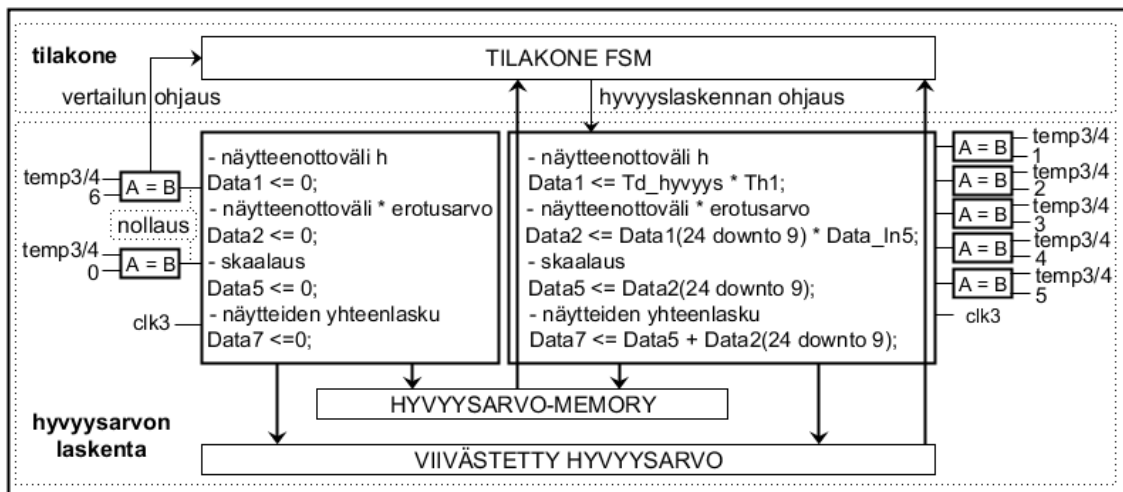 tilakone
TILAKONE FSM
vertailun ohjaus
hyvyyslaskennan ohjaus
temp3/4
6
A = B
nollaus
temp3/4
0
A = B
clk3
- näytteenottoväli h
Data1 <= 0;
- näytteenottoväli * erotusarvo
Data2 <= 0;
- skaalaus
Data5 <= 0;
- näytteiden yhteenlasku
Data7 <=0;
- näytteenottoväli h
Data1 <= Td_hyvyys * Th1;
- näytteenottoväli * erotusarvo
Data2 <= Data1(24 downto 9) * Data_In5;
- skaalaus
Data5 <= Data2(24 downto 9);
- näytteiden yhteenlasku
Data7 <= Data5 + Data2(24 downto 9);
A = B
temp3/4
1
A = B
temp3/4
2
A = B
temp3/4
3
A = B
temp3/4
4
A = B
temp3/4
5
clk3
HYVYYSARVO-MEMORY
hyvyysarvon
laskenta
VIIVÄSTETTY HYVYYSARVO